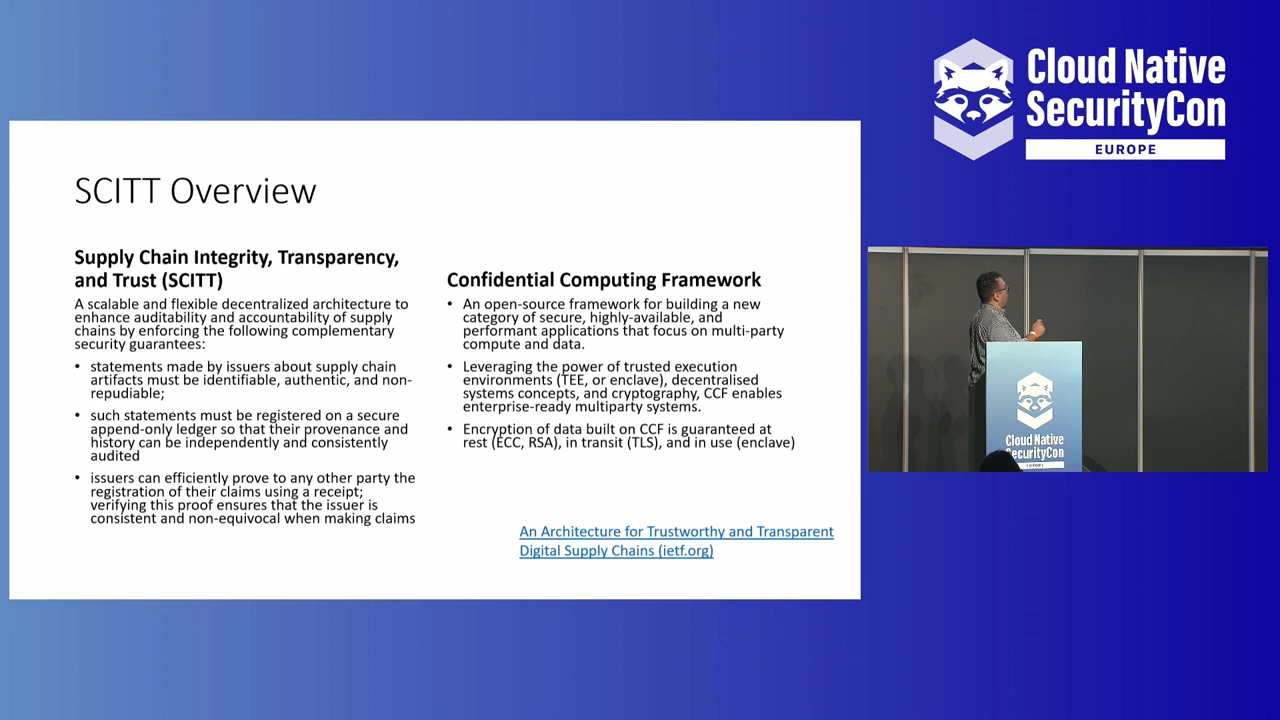 Cloud Native
SecurityCon
EUROPE
SCITT Overview
Supply Chain Integrity, Transparency,
and Trust (SCITT)
A scalable and flexible decentralized architecture to
enhance auditability and accountability of supply
chains by enforcing the following complementary
security guarantees:
• statements made by issuers about supply chain
artifacts must be identifiable, authentic, and non-
repudiable;
• such statements must be registered on a secure
append-only ledger so that their provenance and
history can be independently and consistently
audited
• issuers can efficiently prove to any other party the
registration of their claims using a receipt;
verifying this proof ensures that the issuer is
consistent and non-equivocal when making claims
Confidential Computing Framework
• An open-source framework for building a new
category of secure, highly-available, and
performant applications that focus on multi-party
compute and data.
• Leveraging the power of trusted execution
environments (TEE, or enclave), decentralised
systems concepts, and cryptography, CCF enables
enterprise-ready multiparty systems.
• Encryption of data built on CCF is guaranteed at
rest (ECC, RSA), in transit (TLS), and in use (enclave)
An Architecture for Trustworthy and Transparent
Digital Supply Chains (ietf.org)
Cloud Native
SecurityCon